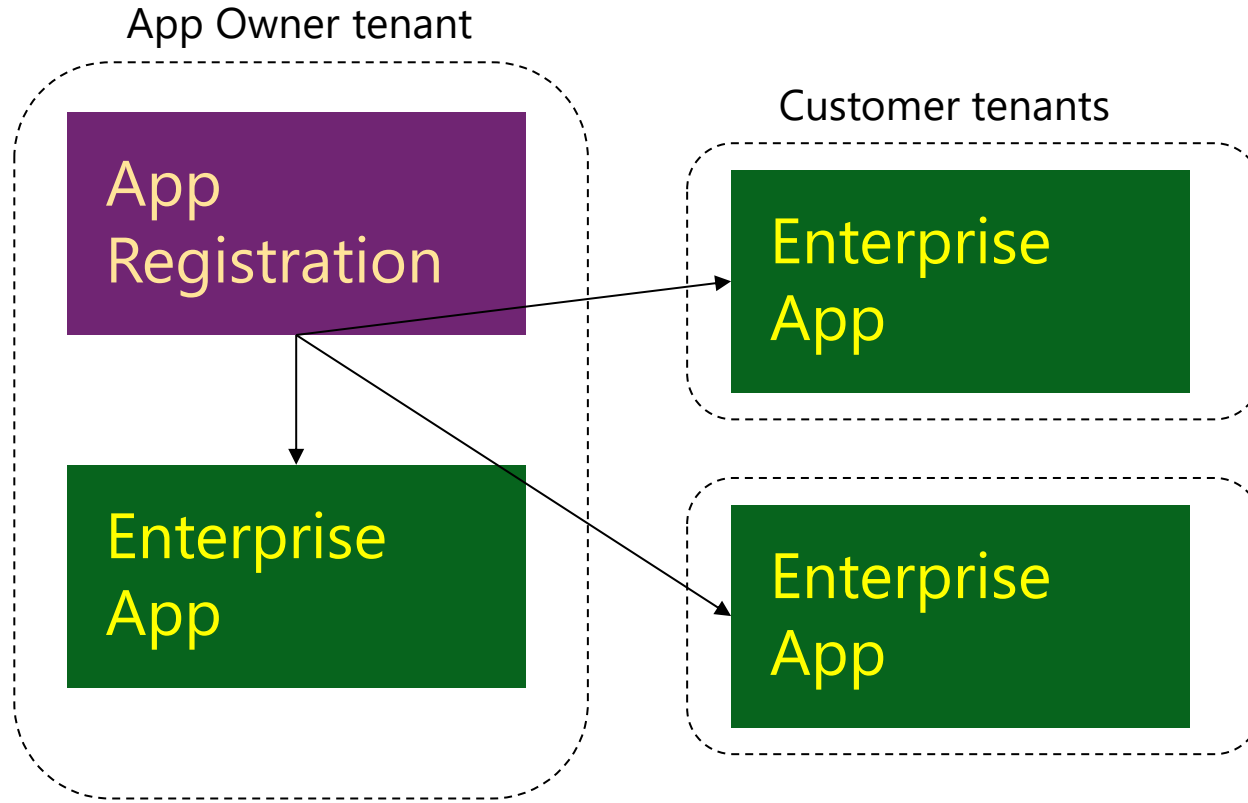 App Owner tenant
App
Registration
Enterprise
App
Customer tenants
Enterprise
App
Enterprise
App